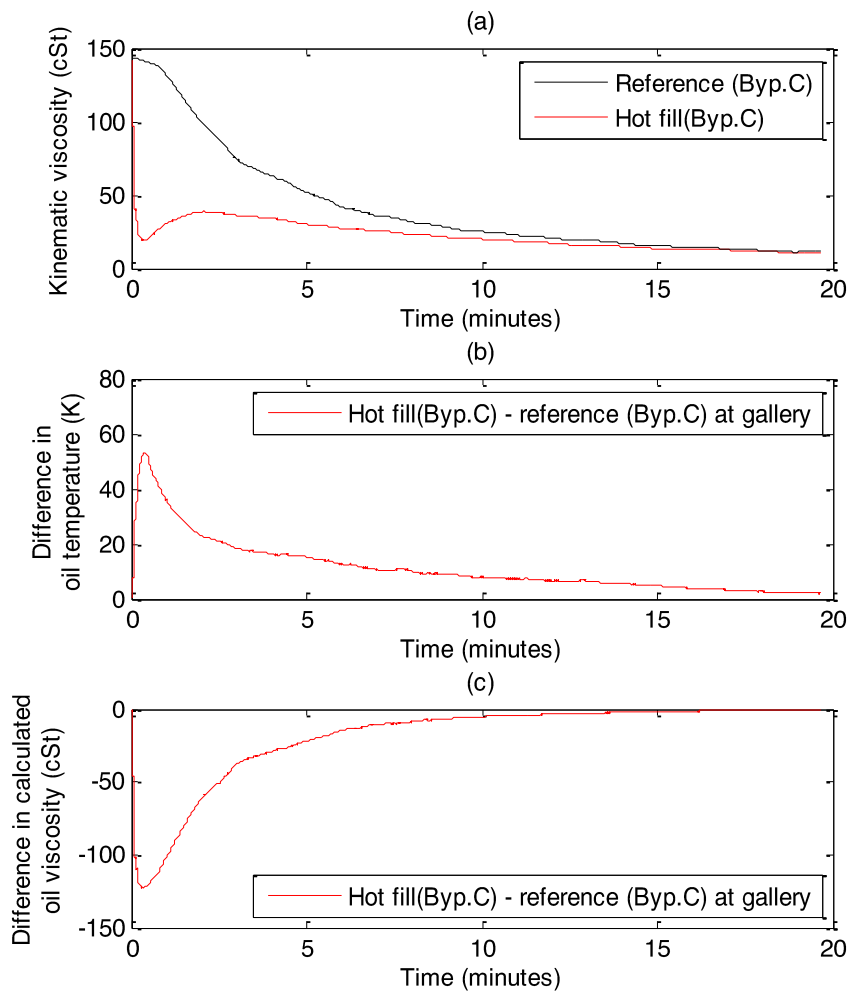 (a)
Kinematic viscosity (cSt)
150
100
50
0
Reference (Byp.C)
Hot fill(Byp.C)
0
5
10
15
20
Time (minutes)
(b)
Difference in
oil temperature (K)
80
60
40
20
0
Hot fill(Byp.C) - reference (Byp.C) at gallery
0
5
10
15
20
Time (minutes)
(c)
Difference in calculated
oil viscosity (cSt)
0
-50
-100
-150
Hot fill(Byp.C) - reference (Byp.C) at gallery
0
5
10
15
20
Time (minutes)